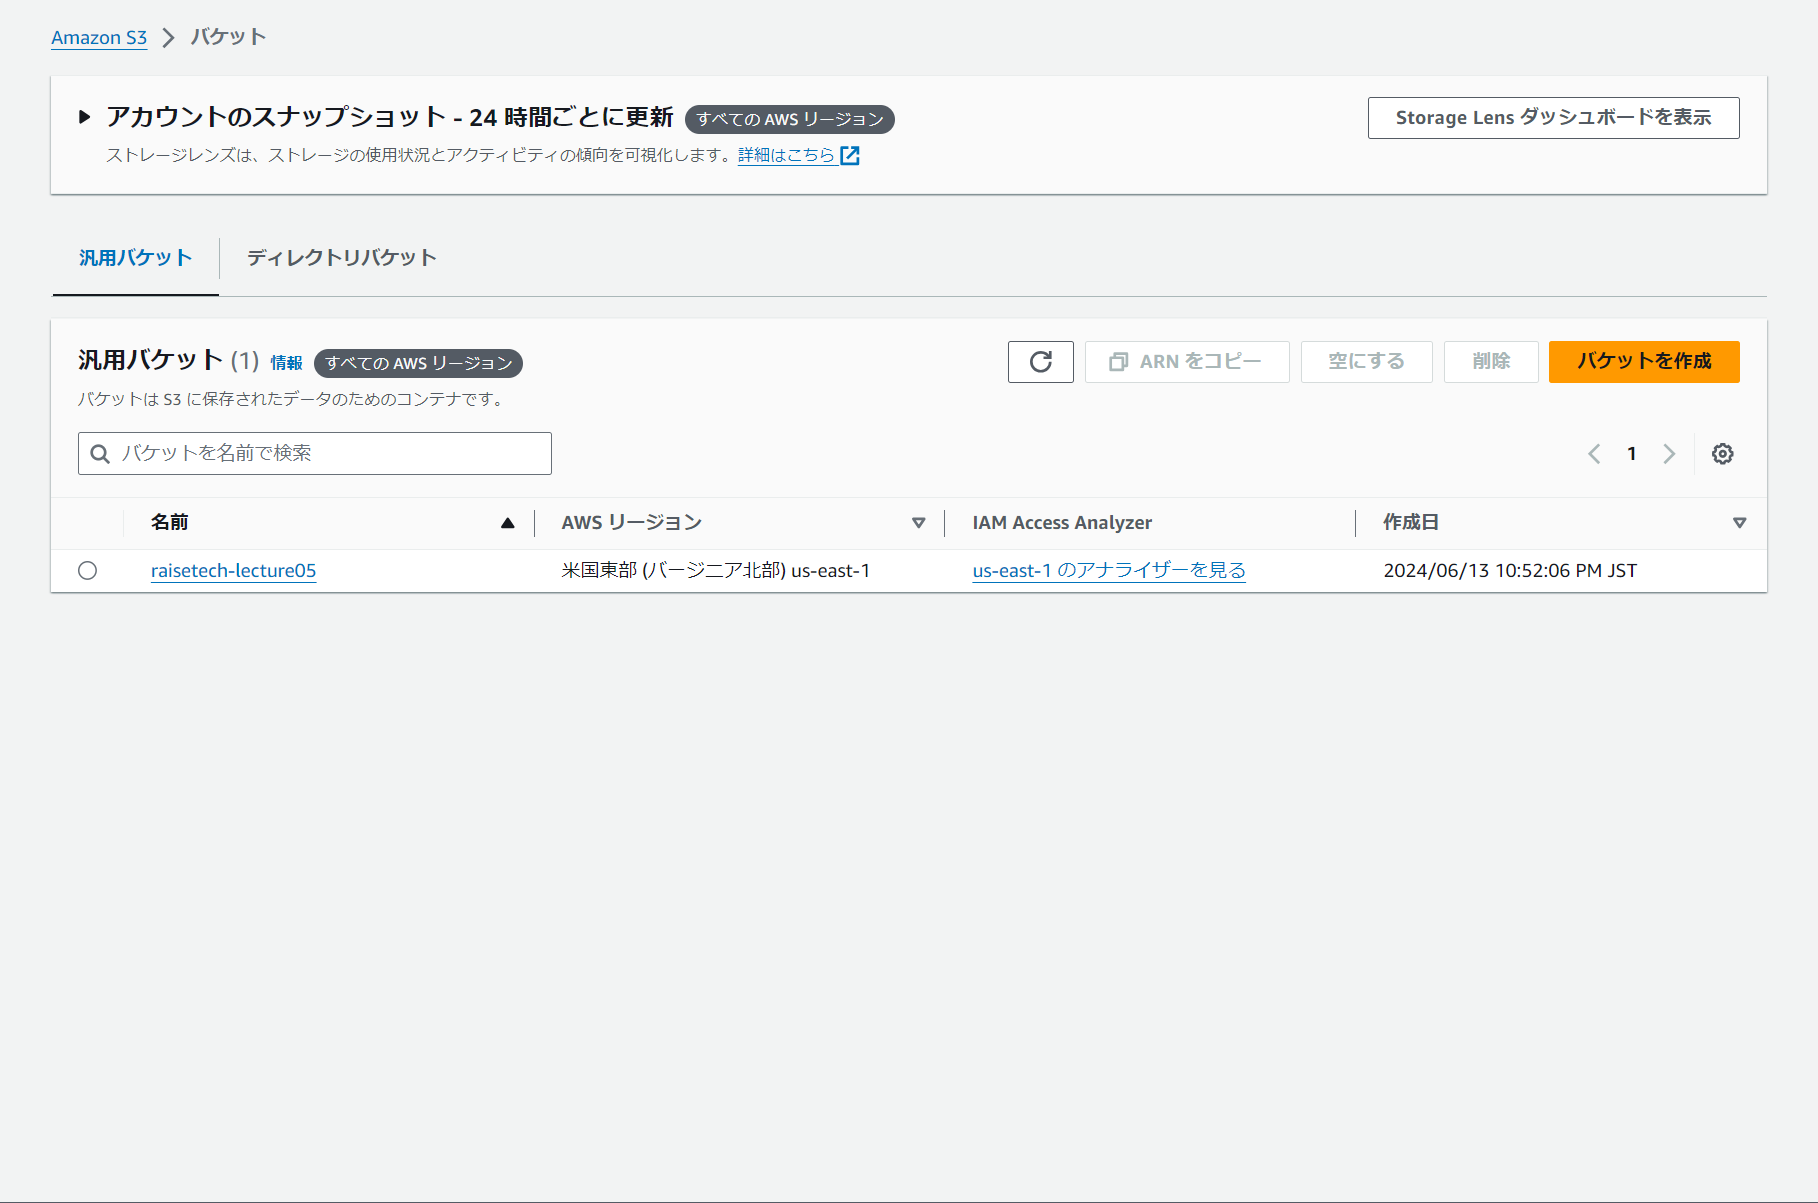 Amazon S3 > バケット
アカウントのスナップショット - 24 時間ごとに更新 すべての AWS リージョン
Storage Lens ダッシュボードを表示
ストレージレンズは、ストレージの使用状況とアクティビティの傾向を可視化します。詳細はこちら
汎用バケット ディレクトリバケット
汎用バケット (1) 情報 すべての AWS リージョン
ARN をコピー 空にする 削除 バケットを作成
バケットは S3 に保存されたデータのためのコンテナです。
バケットを名前で検索
1
名前 AWS リージョン IAM Access Analyzer 作成日
raisetech-lecture05 米国東部 (バージニア北部) us-east-1 us-east-1 のアナライザーを見る 2024/06/13 10:52:06 PM JST